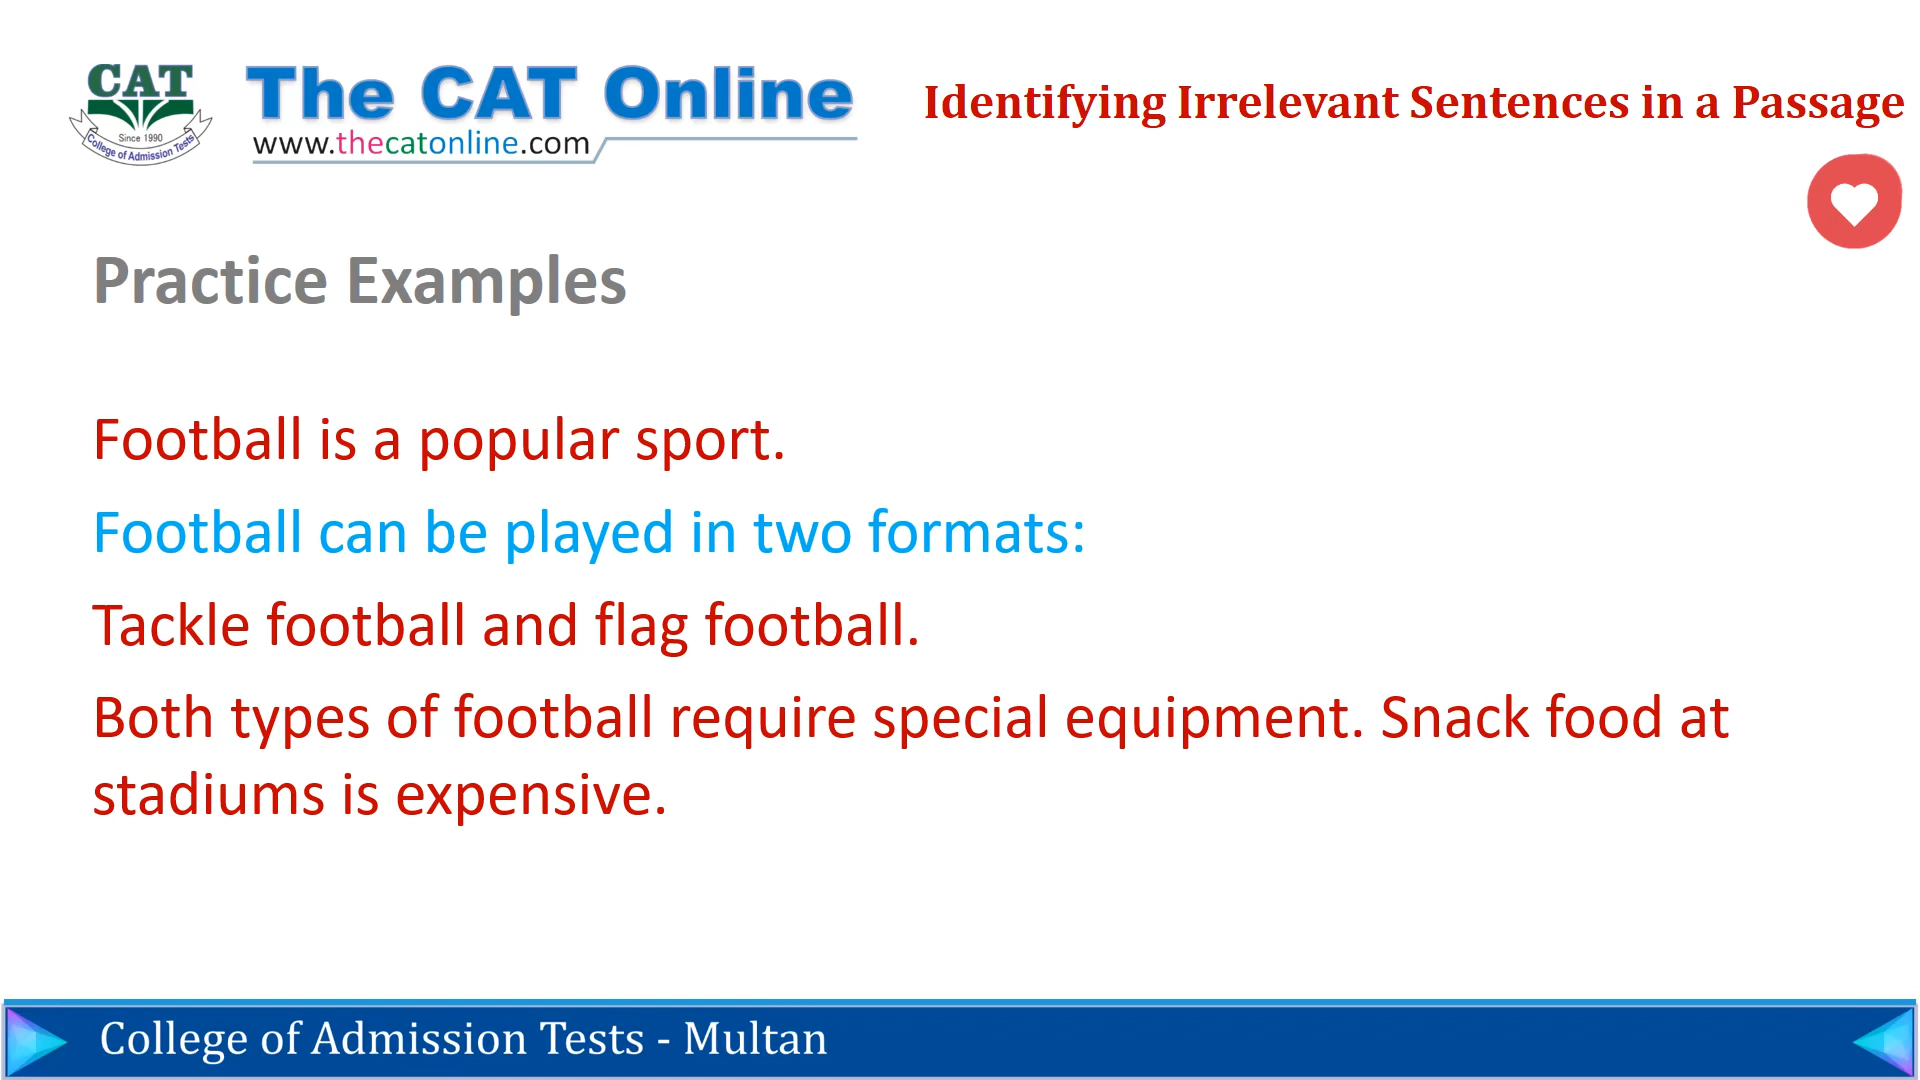 CAT
Since 1990
College of Admission Tests
The CAT Online
www.thecatonline.com
Identifying Irrelevant Sentences in a Passage
Practice Examples
Football is a popular sport.
Football can be played in two formats:
Tackle football and flag football.
Both types of football require special equipment. Snack food at
stadiums is expensive.
College of Admission Tests - Multan